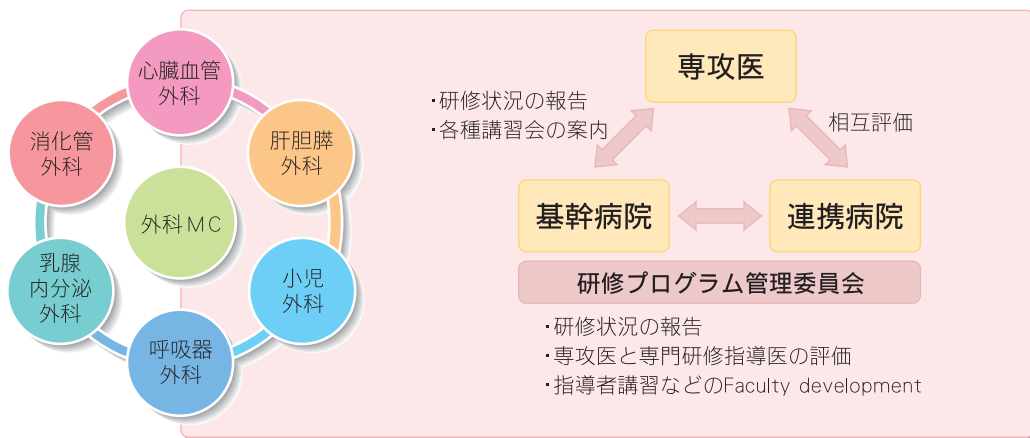 心臓血管
外科
消化管
外科
肝胆膵
外科
外科MC
乳腺
内分泌
外科
小児
外科
呼吸器
外科
専攻医
・研修状況の報告
・各種講習会の案内
相互評価
基幹病院
連携病院
研修プログラム管理委員会
・研修状況の報告
・専攻医と専門研修指導医の評価
・指導者講習などのFaculty development